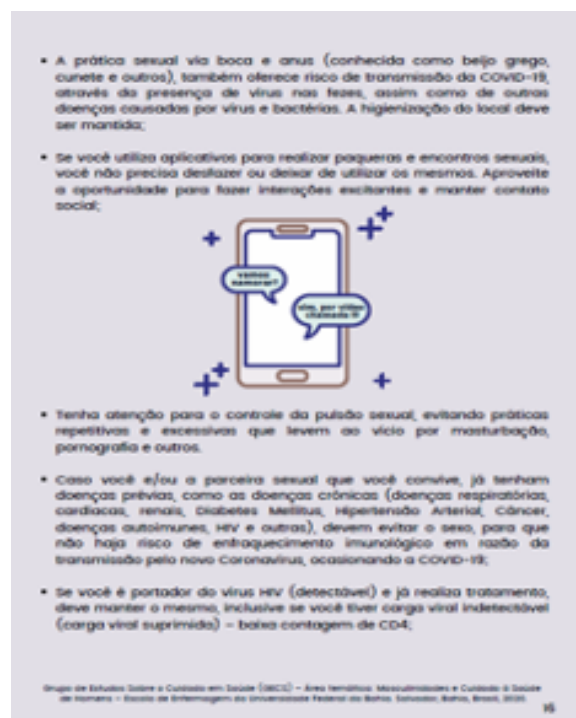 • A prática sexual via boca e anus (conhecida como beijo grego,
cunete e outros), também oferece risco de transmissão da COVID-19,
através da presença de vírus nas fezes, assim como de outras
doenças causadas por vírus e bactérias. A higienização do local deve
ser mantida;
• Se você utiliza aplicativos para realizar paqueras e encontros sexuais,
você não precisa desfazer ou deixar de utilizar os mesmos. Aproveite
a oportunidade para fazer interações excitantes e manter contato
social;
vamos
namorar?
por vídeo
chamada
• Tenha atenção para o controle da pulsão sexual, evitando práticas
repetitivas e excessivas que levem ao vício por masturbação,
pornografia e outros.
• Caso você e/ou a parceira sexual que você convive, já tenham
doenças prévias, como as doenças crônicas (doenças respiratórias,
cardíacas, renais, Diabetes Mellitus, Hipertensão Arterial, Câncer,
doenças autoimunes, HIV e outras), devem evitar o sexo, para que
não haja risco de enfraquecimento imunológico em razão da
transmissão pelo novo Coronavírus, ocasionando a COVID-19;
• Se você é portador do vírus HIV (detectável) e já realiza tratamento,
deve manter o mesmo, inclusive se você tiver carga viral indetectável
(carga viral suprimida) – baixa contagem de CD4;
Grupo de Estudos Sobre o Cuidado em Saúde (GECS) – Área temática: Masculinidades e Cuidado à Saúde
de Homens – Escola de Enfermagem da Universidade Federal da Bahia. Salvador, Bahia, Brasil, 2020.